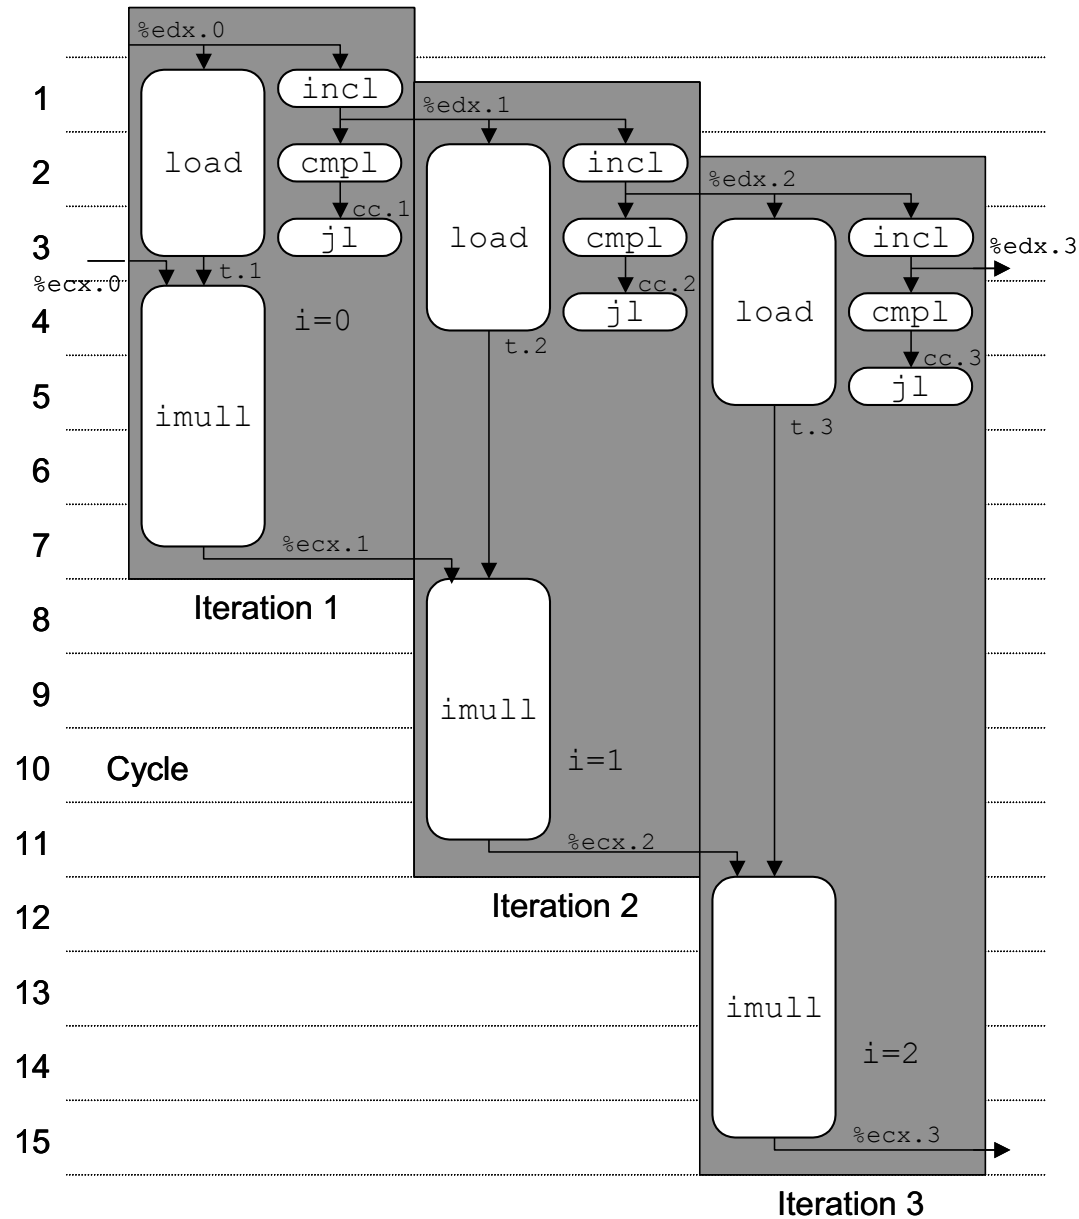 %edx.0
1
incl
%edx.1
2
load
cmpl
incl
%edx.2
cc.1
3
jl
load
cmpl
incl
%edx.3
%ecx.0
t.1
cc.2
4
i=0
jl
load
cmpl
t.2
cc.3
5
imull
jl
t.3
6
7
%ecx.1
8
Iteration 1
9
imull
10
Cycle
i=1
11
%ecx.2
12
Iteration 2
13
imull
14
i=2
15
%ecx.3
Iteration 3